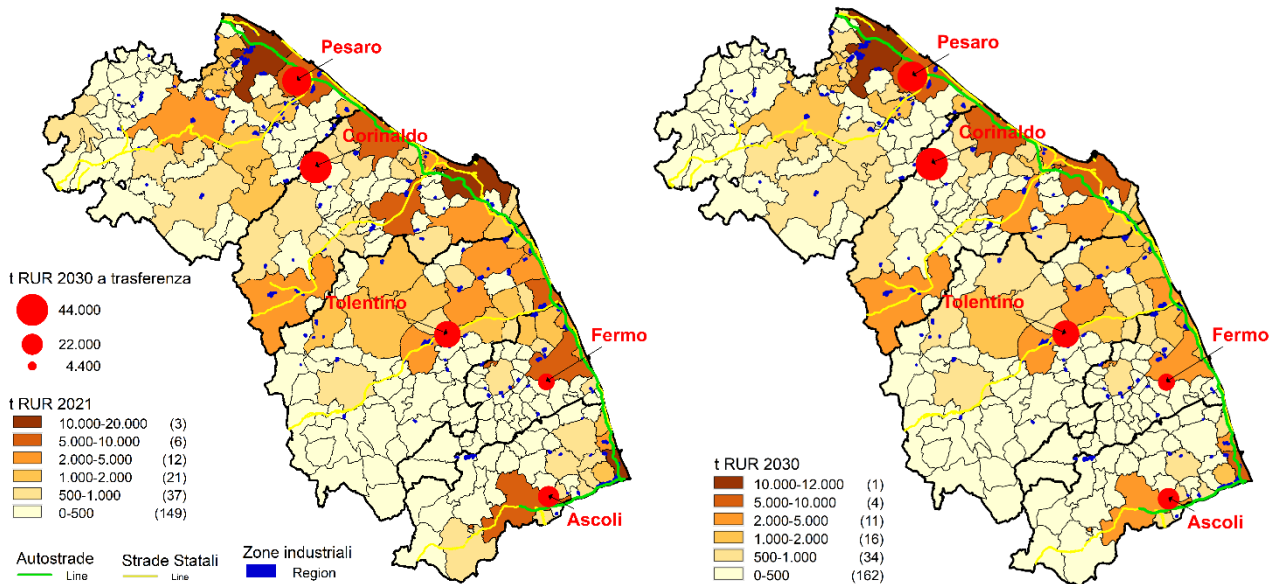 Pesaro
Corinaldo
Tolentino
Fermo
Ascoli
t RUR 2030 a trasferenza
44.000
22.000
4.400
t RUR 2021
10.000-20.000 (3)
5.000-10.000 (6)
2.000-5.000 (12)
1.000-2.000 (21)
500-1.000 (37)
0-500 (149)
Autostrade
Line
Strade Statali
Line
Zone industriali
Region
Pesaro
Corinaldo
Tolentino
Fermo
Ascoli
t RUR 2030
10.000-12.000 (1)
5.000-10.000 (4)
2.000-5.000 (11)
1.000-2.000 (16)
500-1.000 (34)
0-500 (162)